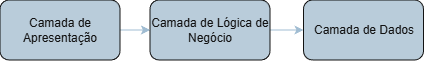 Camada de
Apresentação
Camada de Lógica de
Negócio
Camada de Dados